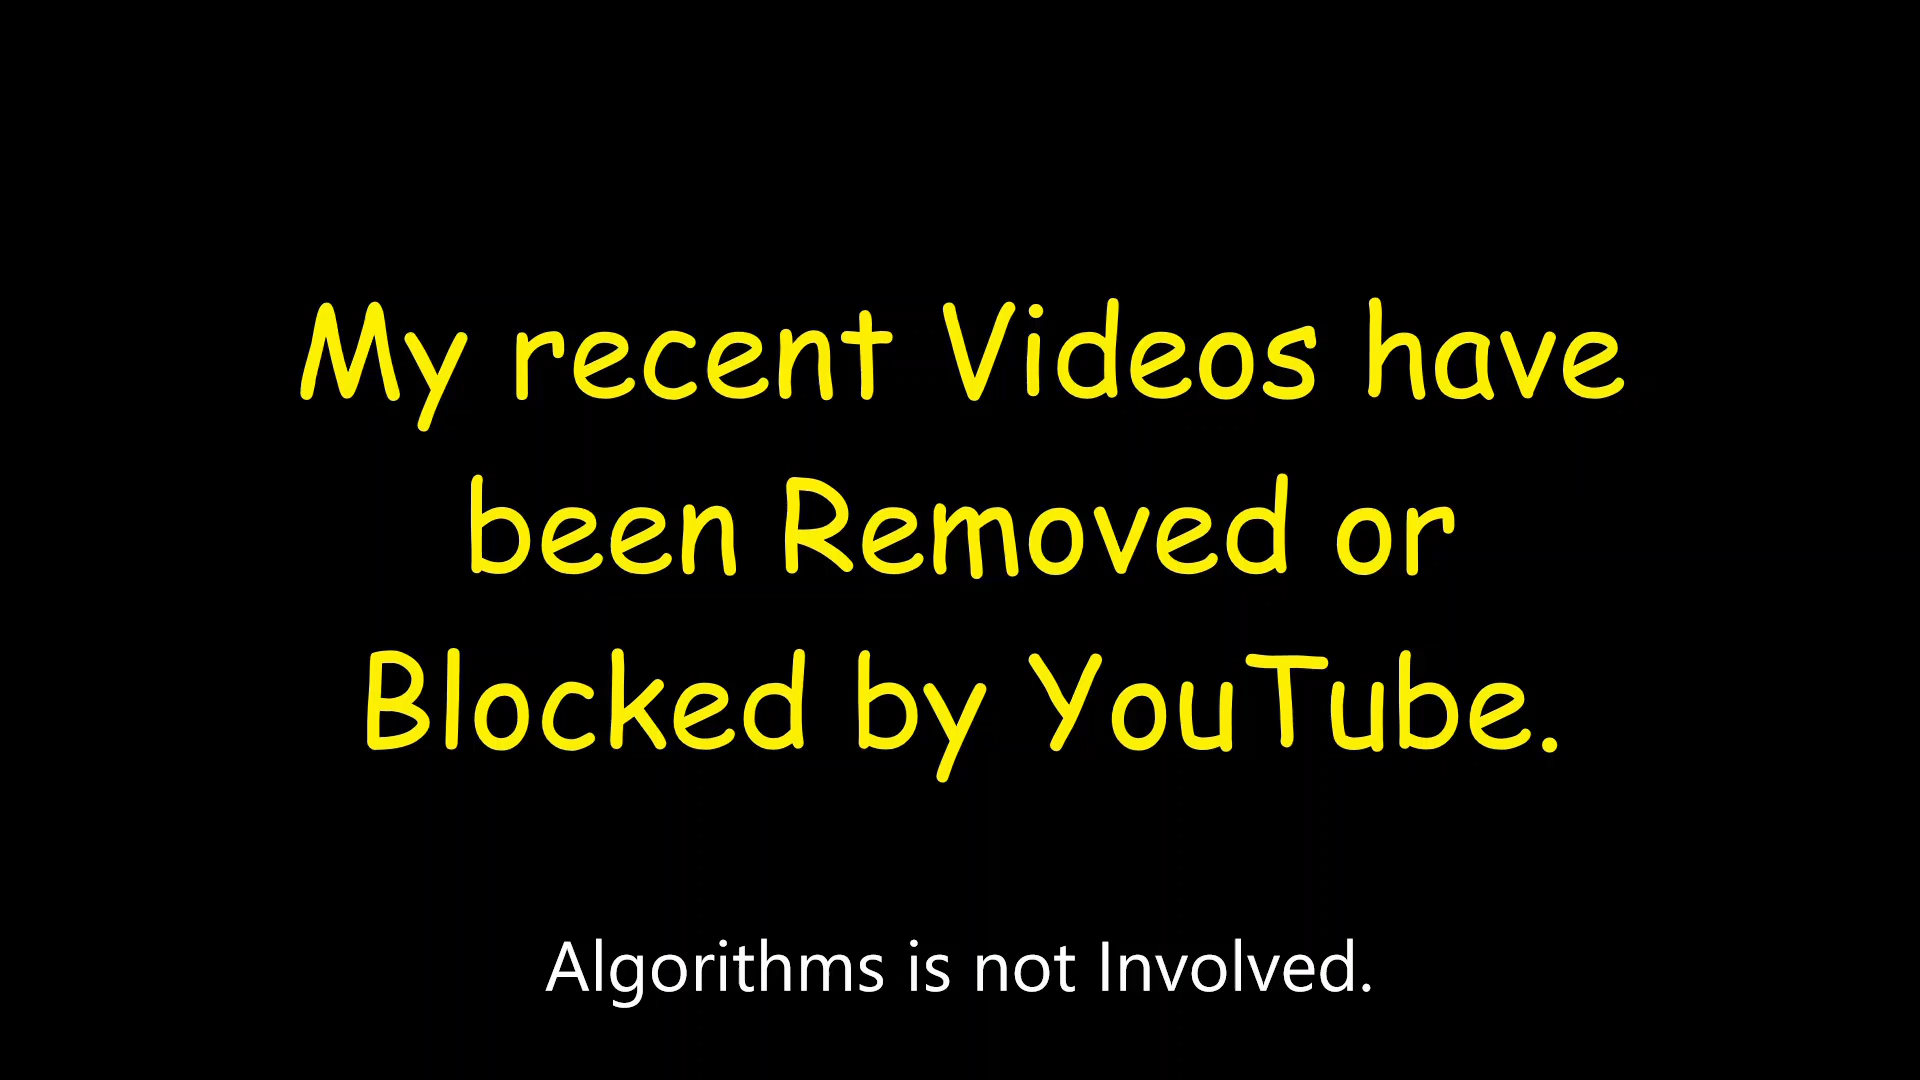 My recent Videos have
been Removed or
Blocked by YouTube.
Algorithms is not Involved.